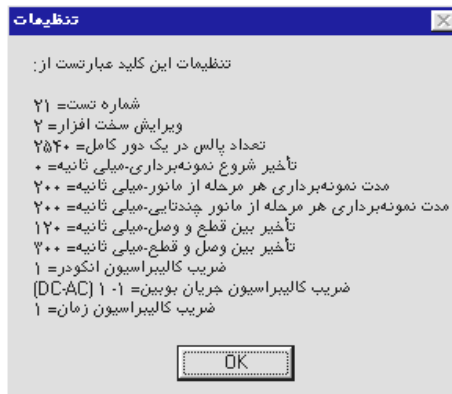 تنظیمات
تنظیمات این کلید عبارتست از:
شماره تست= ۲۱
ویرایش سخت افزار= ۲
تعداد پالس در یک دور کامل= ۲۵۴۰
تأخیر شروع نمونه‌برداری-میلی ثانیه= ۰
مدت نمونه‌برداری هر مرحله از مانور-میلی ثانیه= ۲۰۰
مدت نمونه‌برداری هر مرحله از مانور چندتایی-میلی ثانیه= ۲۰۰
تأخیر بین قطع و وصل-میلی ثانیه= ۱۲۰
تأخیر بین وصل و قطع-میلی ثانیه= ۳۰۰
ضریب کالیبراسیون انکودر= ۱
ضریب کالیبراسیون جریان بوبین= ۱- ۱ (DC-AC)
ضریب کالیبراسیون زمان= ۱
OK